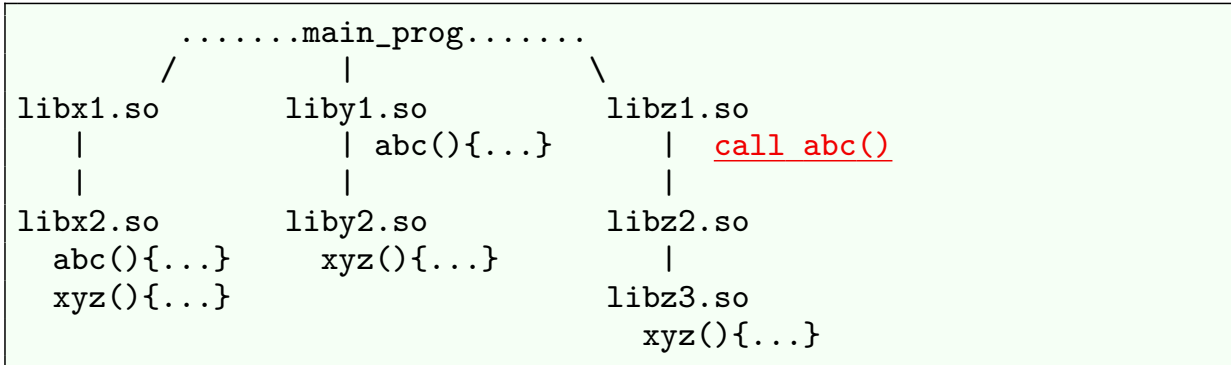 .......main_prog.......
/ | \
libx1.so liby1.so libz1.so
| | abc(){...} | call abc()
| | |
libx2.so liby2.so libz2.so
abc(){...} xyz(){...} |
xyz(){...} libz3.so
xyz(){...}